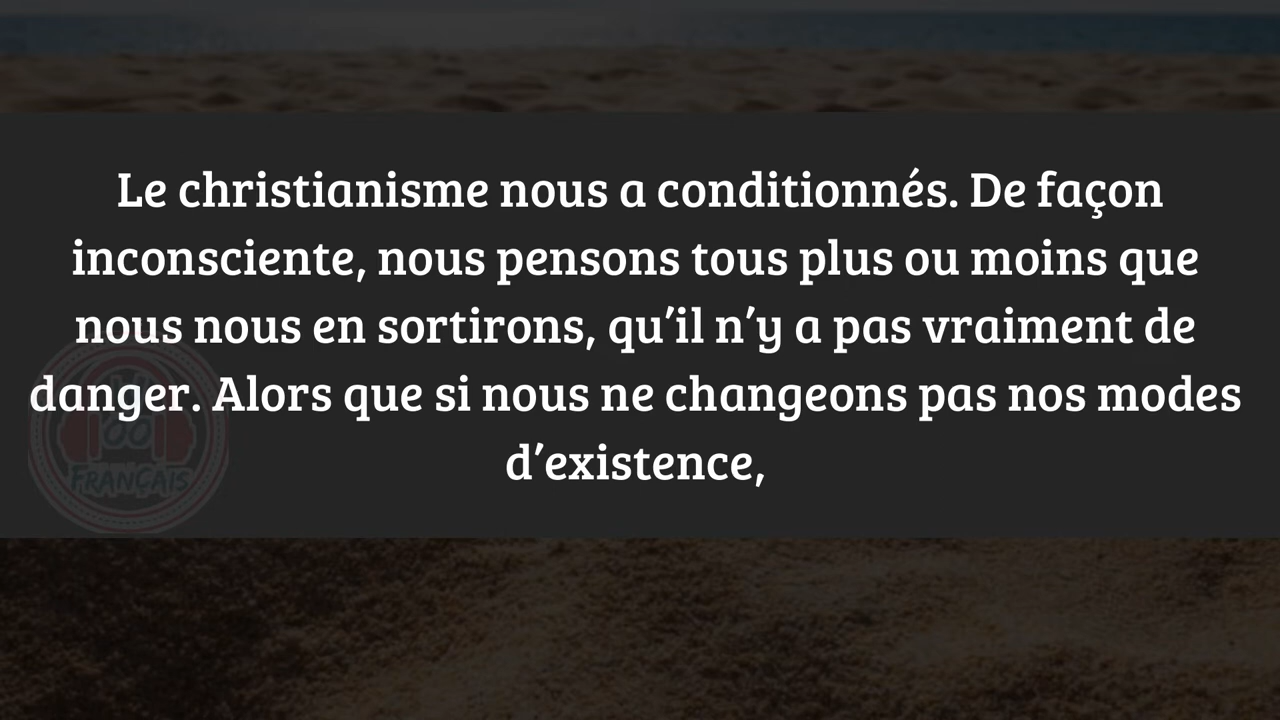 Le christianisme nous a conditionnés. De façon
inconsciente, nous pensons tous plus ou moins que
nous nous en sortirons, qu’il n’y a pas vraiment de
danger. Alors que si nous ne changeons pas nos modes
d’existence,
FRANÇAIS